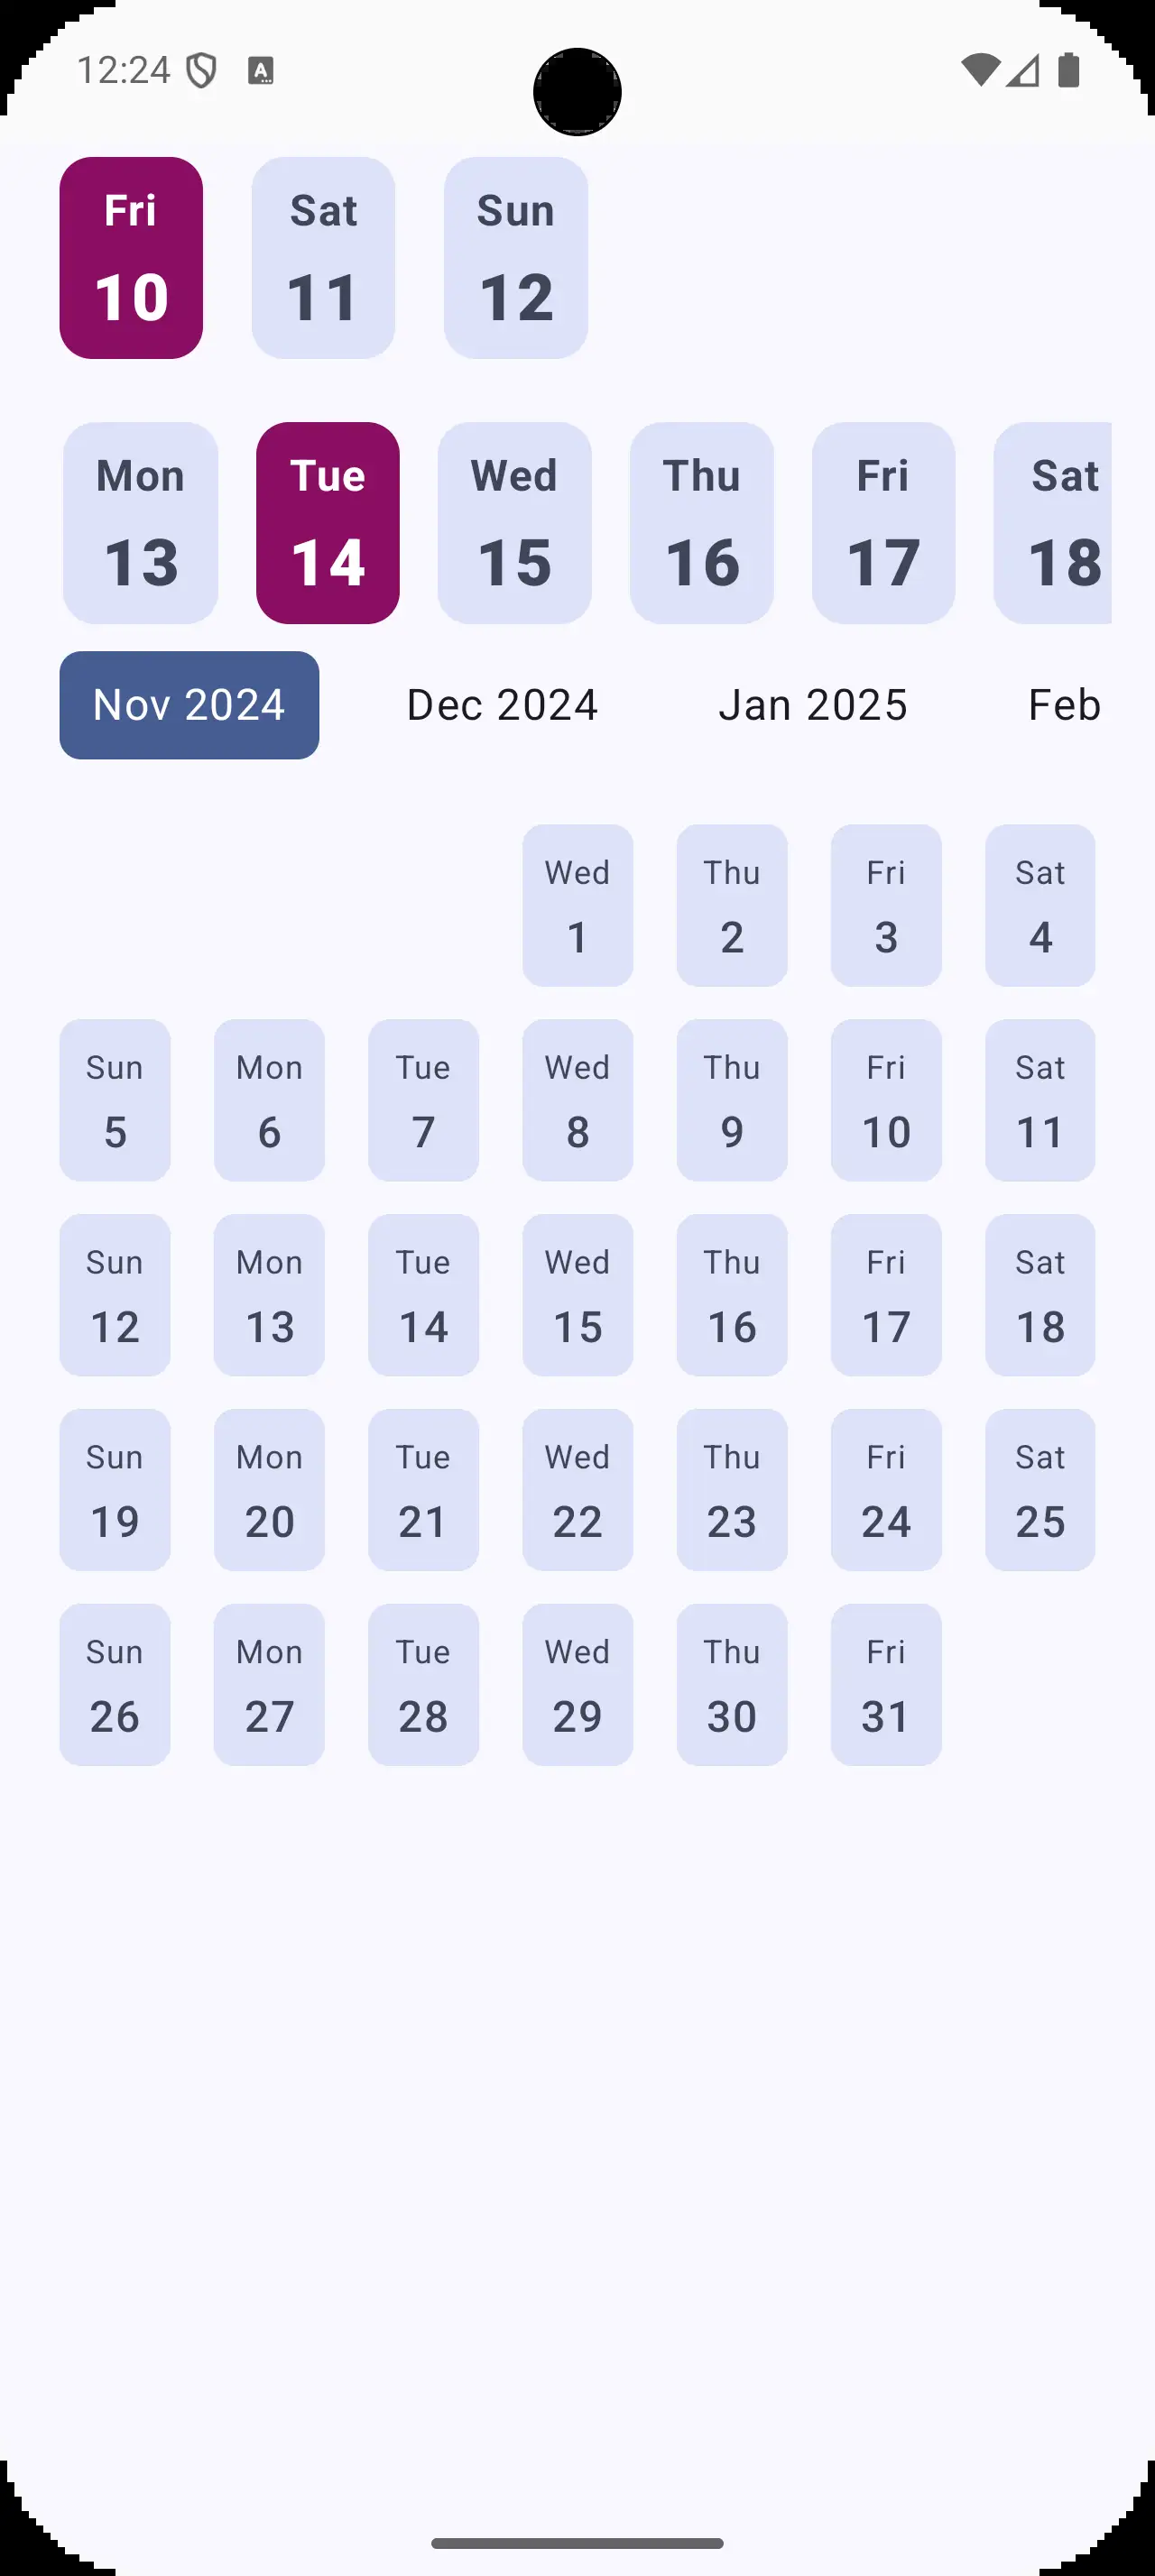 12:24
Fri Sat Sun
10 11 12
Mon Tue Wed Thu Fri Sat
13 14 15 16 17 18
Nov 2024 Dec 2024 Jan 2025 Feb
Wed Thu Fri Sat
1 2 3 4
Sun Mon Tue Wed Thu Fri Sat
5 6 7 8 9 10 11
Sun Mon Tue Wed Thu Fri Sat
12 13 14 15 16 17 18
Sun Mon Tue Wed Thu Fri Sat
19 20 21 22 23 24 25
Sun Mon Tue Wed Thu Fri
26 27 28 29 30 31